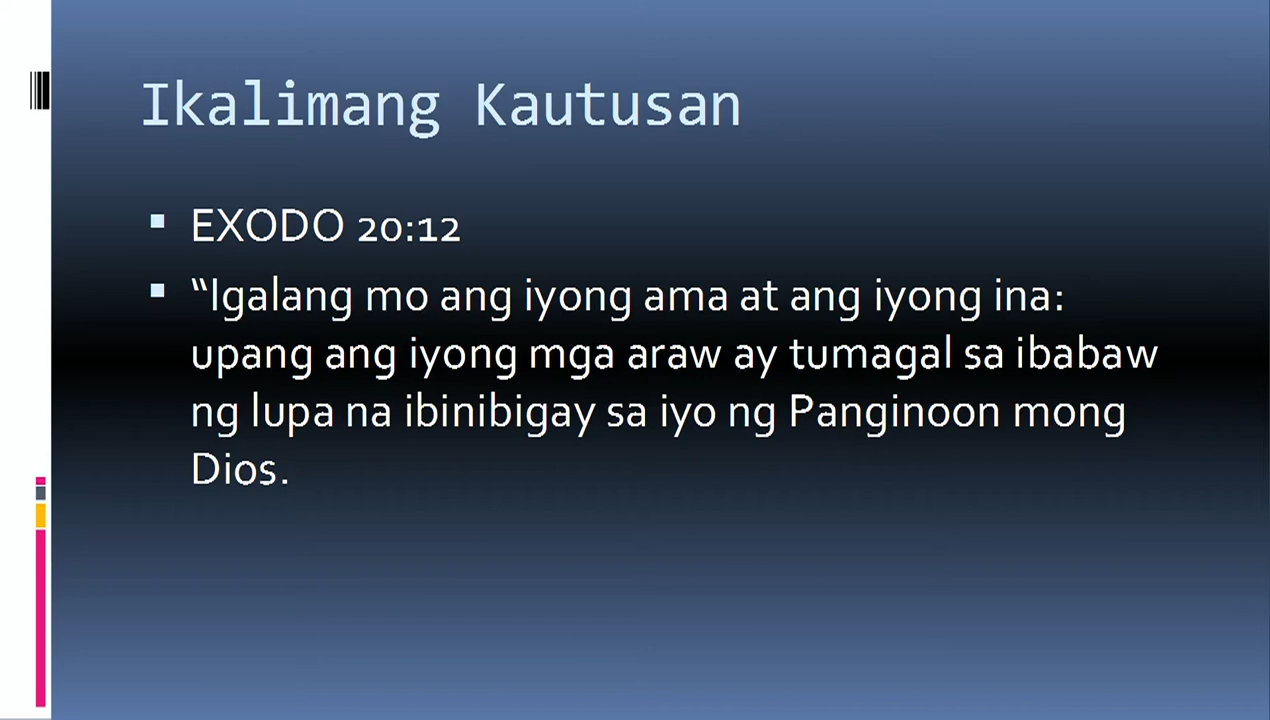 Ikalimang Kautusan
EXODO 20:12
“Igalang mo ang iyong ama at ang iyong ina:
upang ang iyong mga araw ay tumagal sa ibabaw
ng lupa na ibinibigay sa iyo ng Panginoon mong
Dios.